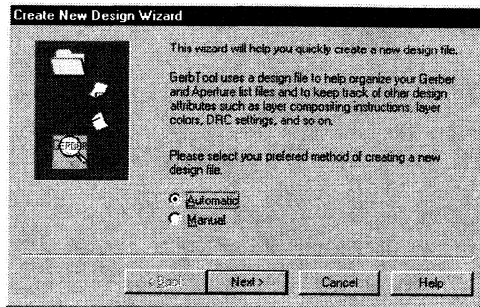 Create New Design Wizard
This wizard will help you quickly create a new design file.
GerbTool uses a design file to help organize your Gerber
and Aperture list files and to keep track of other design
attributes such as layer compositing instructions, layer
colors, DRC settings, and so on.
Please select your prefered method of creating a new
design file.
Automatic
Manual
< Back
Next >
Cancel
Help